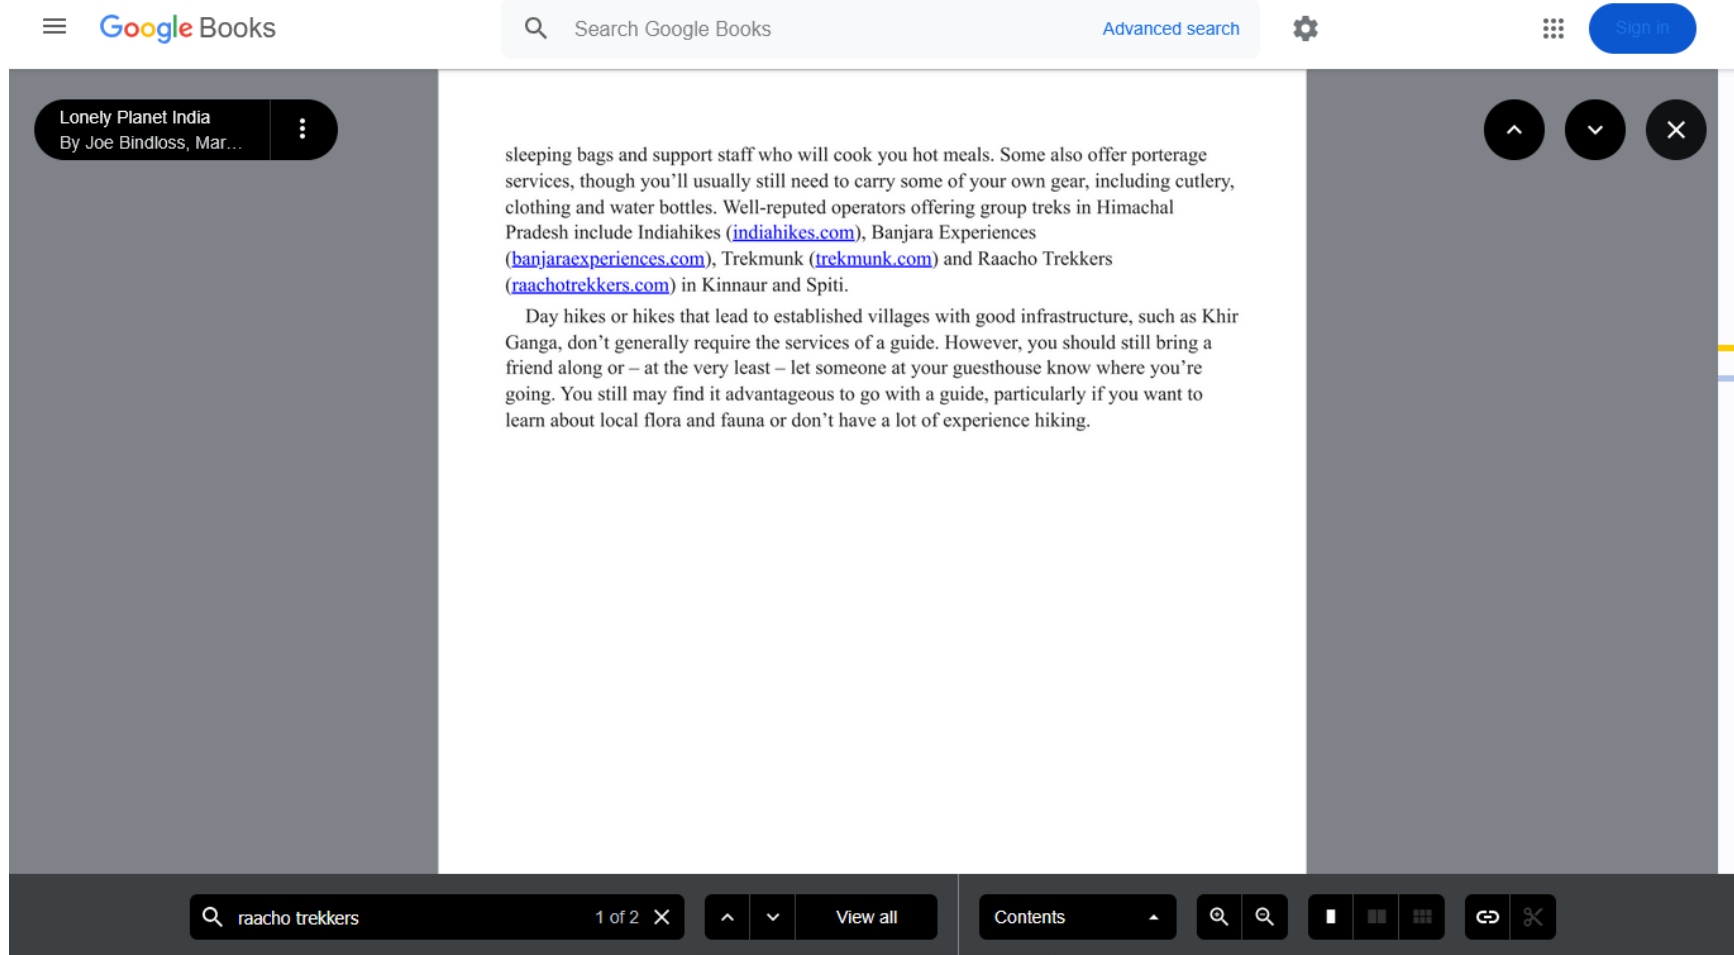 Google Books
Search Google Books
Advanced search
Sign in
Lonely Planet India
By Joe Bindloss, Mar...
sleeping bags and support staff who will cook you hot meals. Some also offer porterage
services, though you’ll usually still need to carry some of your own gear, including cutlery,
clothing and water bottles. Well-reputed operators offering group treks in Himachal
Pradesh include Indiahikes (indiahikes.com), Banjara Experiences
(banjaraexperiences.com), Trekmunk (trekmunk.com) and Raacho Trekkers
(raachotrekkers.com) in Kinnaur and Spiti.
Day hikes or hikes that lead to established villages with good infrastructure, such as Khir
Ganga, don’t generally require the services of a guide. However, you should still bring a
friend along or – at the very least – let someone at your guesthouse know where you’re
going. You still may find it advantageous to go with a guide, particularly if you want to
learn about local flora and fauna or don’t have a lot of experience hiking.
raacho trekkers
1 of 2
View all
Contents